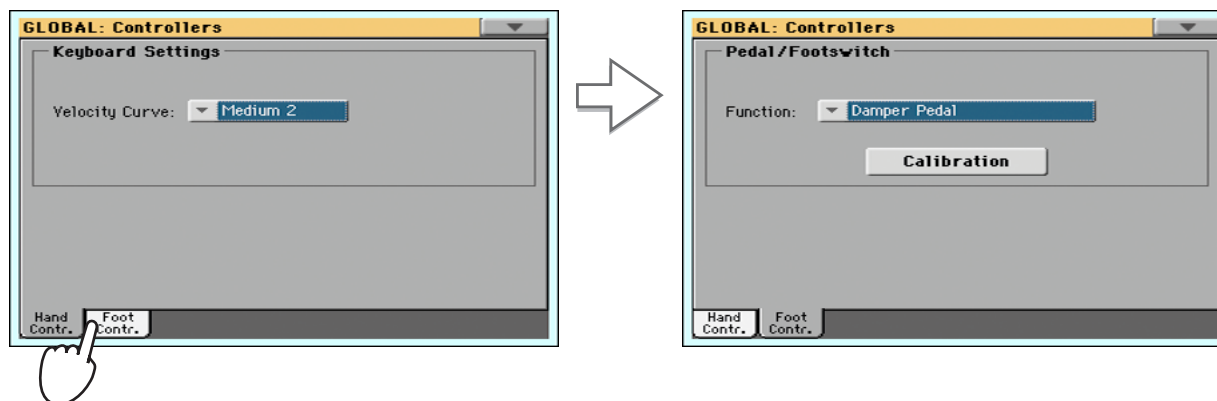 GLOBAL: Controllers
Keyboard Settings
Velocity Curve: Medium 2
Hand Contr.
Foot Contr.
GLOBAL: Controllers
Pedal/Footswitch
Function: Damper Pedal
Calibration
Hand Contr.
Foot Contr.